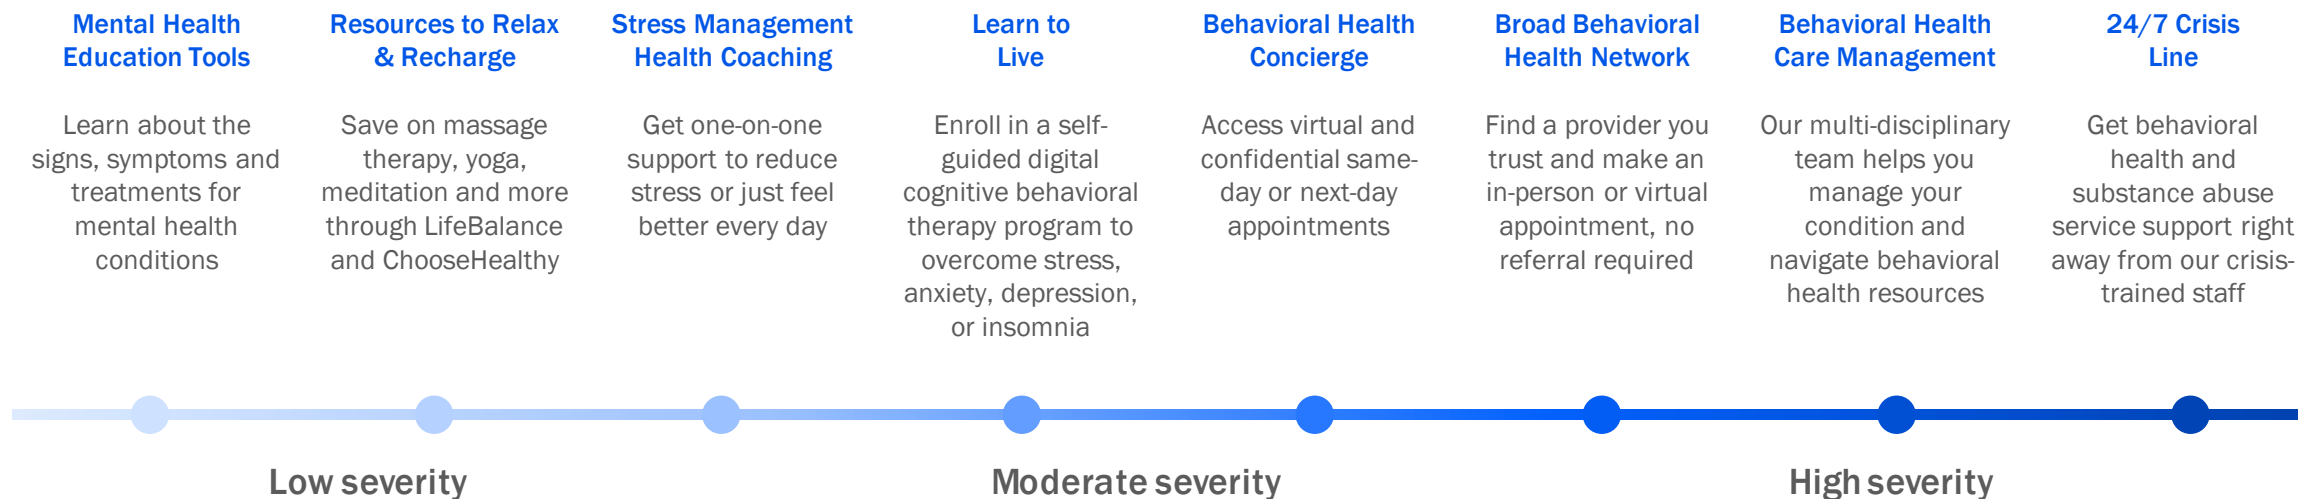 Mental Health
Education Tools
Learn about the
signs, symptoms and
treatments for
mental health
conditions
Resources to Relax
& Recharge
Save on massage
therapy, yoga,
meditation and more
through LifeBalance
and ChooseHealthy
Stress Management
Health Coaching
Get one-on-one
support to reduce
stress or just feel
better every day
Learn to
Live
Enroll in a self-
guided digital
cognitive behavioral
therapy program to
overcome stress,
anxiety, depression,
or insomnia
Behavioral Health
Concierge
Access virtual and
confidential same-
day or next-day
appointments
Broad Behavioral
Health Network
Find a provider you
trust and make an
in-person or virtual
appointment, no
referral required
Behavioral Health
Care Management
Our multi-disciplinary
team helps you
manage your
condition and
navigate behavioral
health resources
24/7 Crisis
Line
Get behavioral
health and
substance abuse
service support right
away from our crisis-
trained staff
Low severity
Moderate severity
High severity